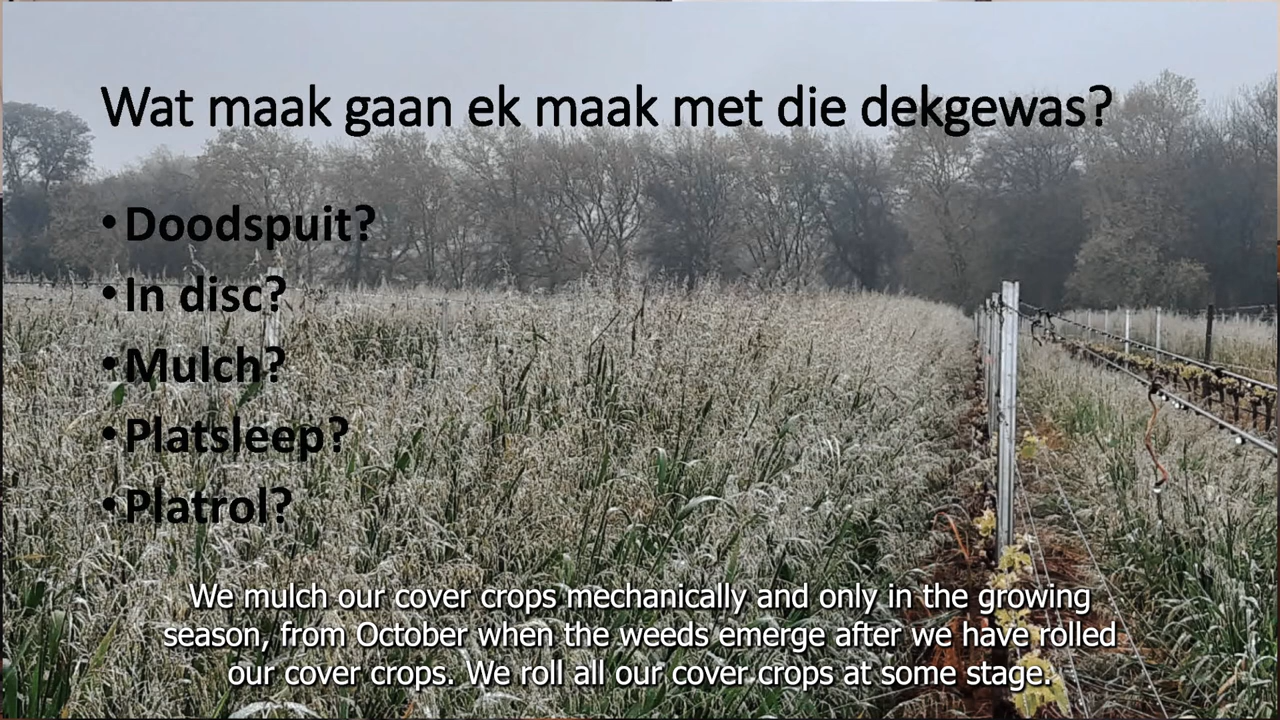 Wat maak gaan ek maak met die dekgewas?
•Doodspuit?
•In disc?
•Mulch?
•Platsleep?
•Platrol?
We mulch our cover crops mechanically and only in the growing
season, from October when the weeds emerge after we have rolled
our cover crops. We roll all our cover crops at some stage.